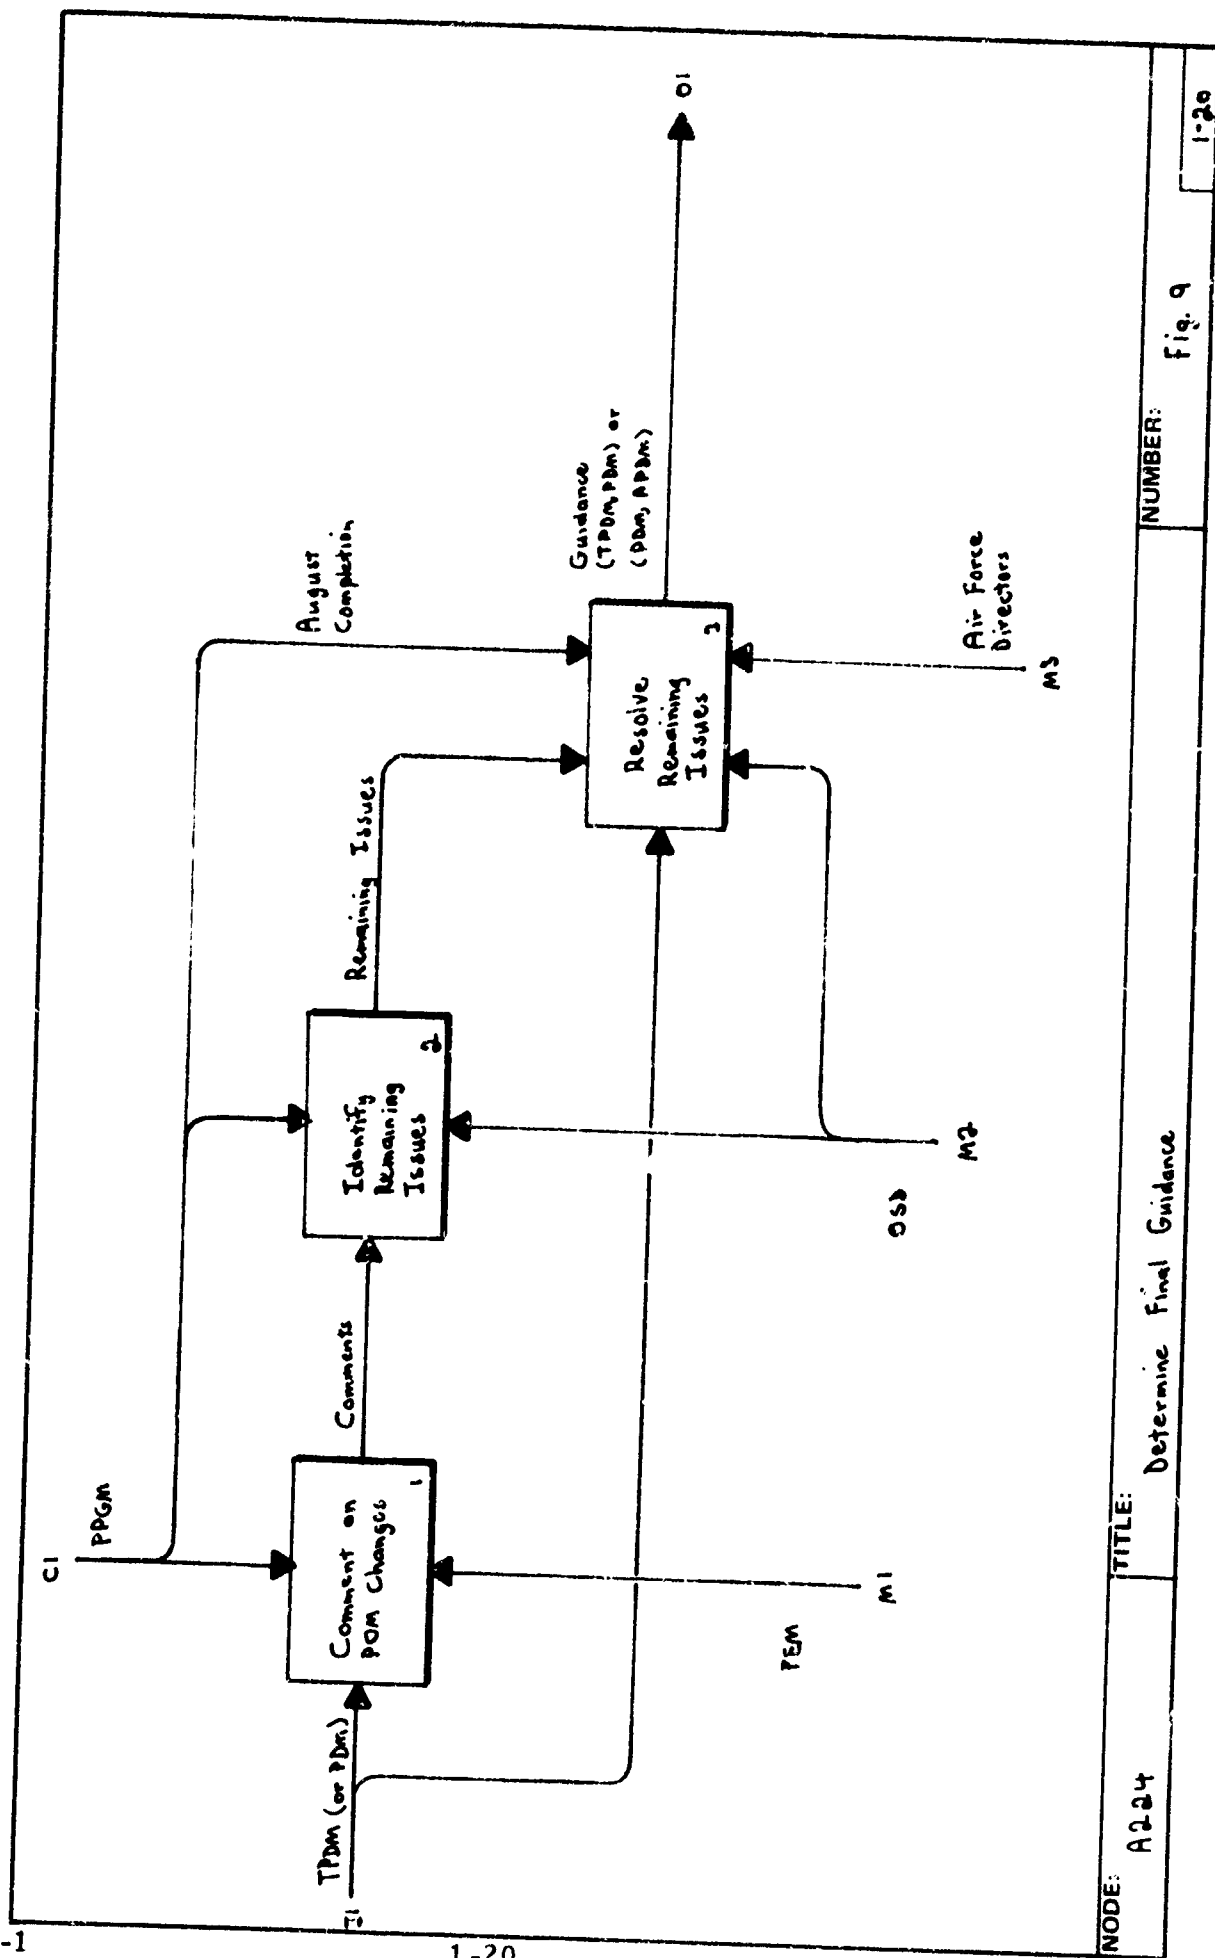 C1
PPGM
I1
TPDM (or PDM)
Comment on
POM Changes
1
Comments
Identify
Remaining
Issues
2
Remaining Issues
August
Completion
Resolve
Remaining
Issues
3
Guidance
(TPDM, PDM) or
(PDM, APDM)
O1
PEM
M1
OSD
M2
Air Force
Directors
M3
NODE:
A224
TITLE:
Determine Final Guidance
NUMBER:
Fig. 9
1-20
-1
1-20